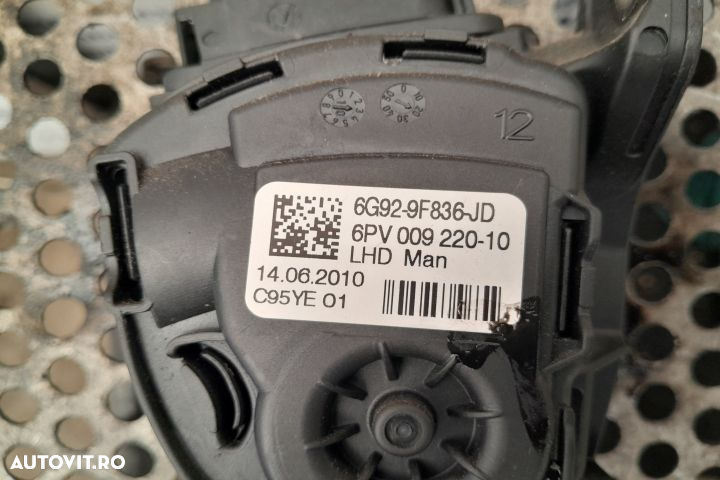 12
6G92-9F836-JD
6PV 009 220-10
LHD Man
14.06.2010
C95YE 01
AUTOVIT.RO